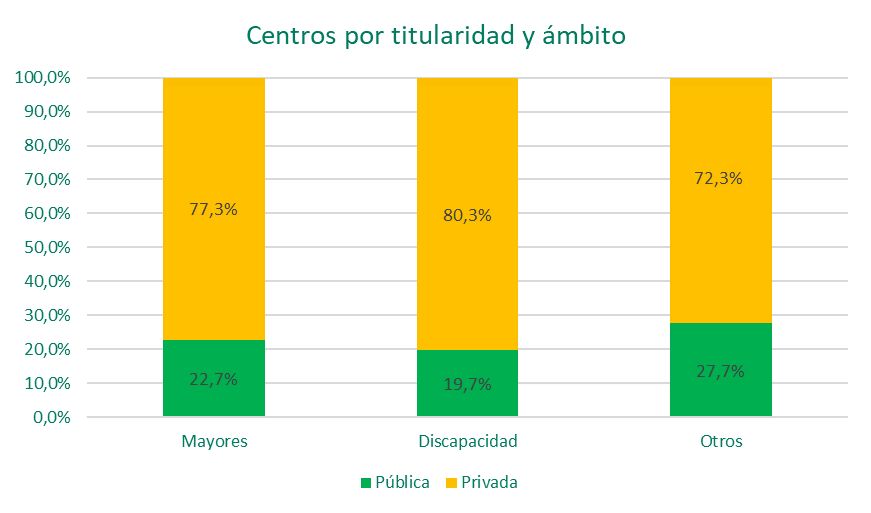 Centros por titularidad y ámbito
100,0%
90,0%
80,0%
70,0%
60,0%
50,0%
40,0%
30,0%
20,0%
10,0%
0,0%
77,3%
80,3%
72,3%
22,7%
19,7%
27,7%
Mayores
Discapacidad
Otros
Pública
Privada